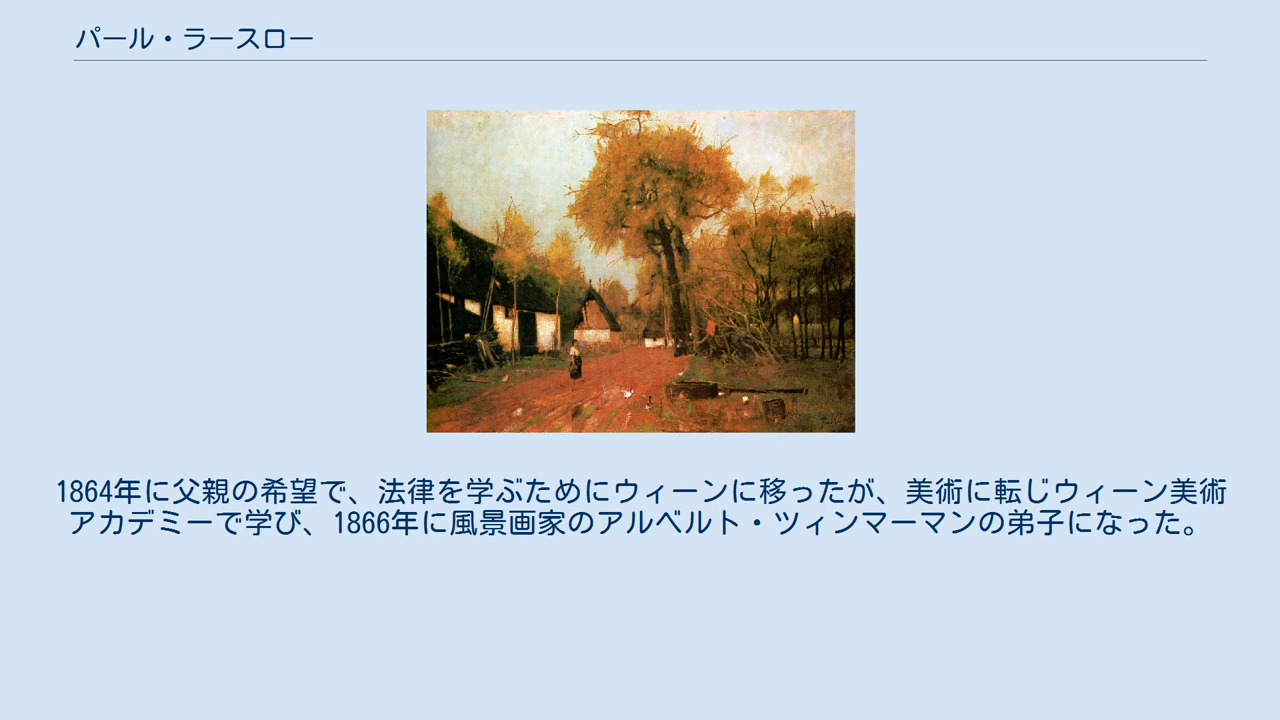 パール・ラースロー
1864年に父親の希望で、法律を学ぶためにウィーンに移ったが、美術に転じウィーン美術
アカデミーで学び、1866年に風景画家のアルベルト・ツィンマーマンの弟子になった。